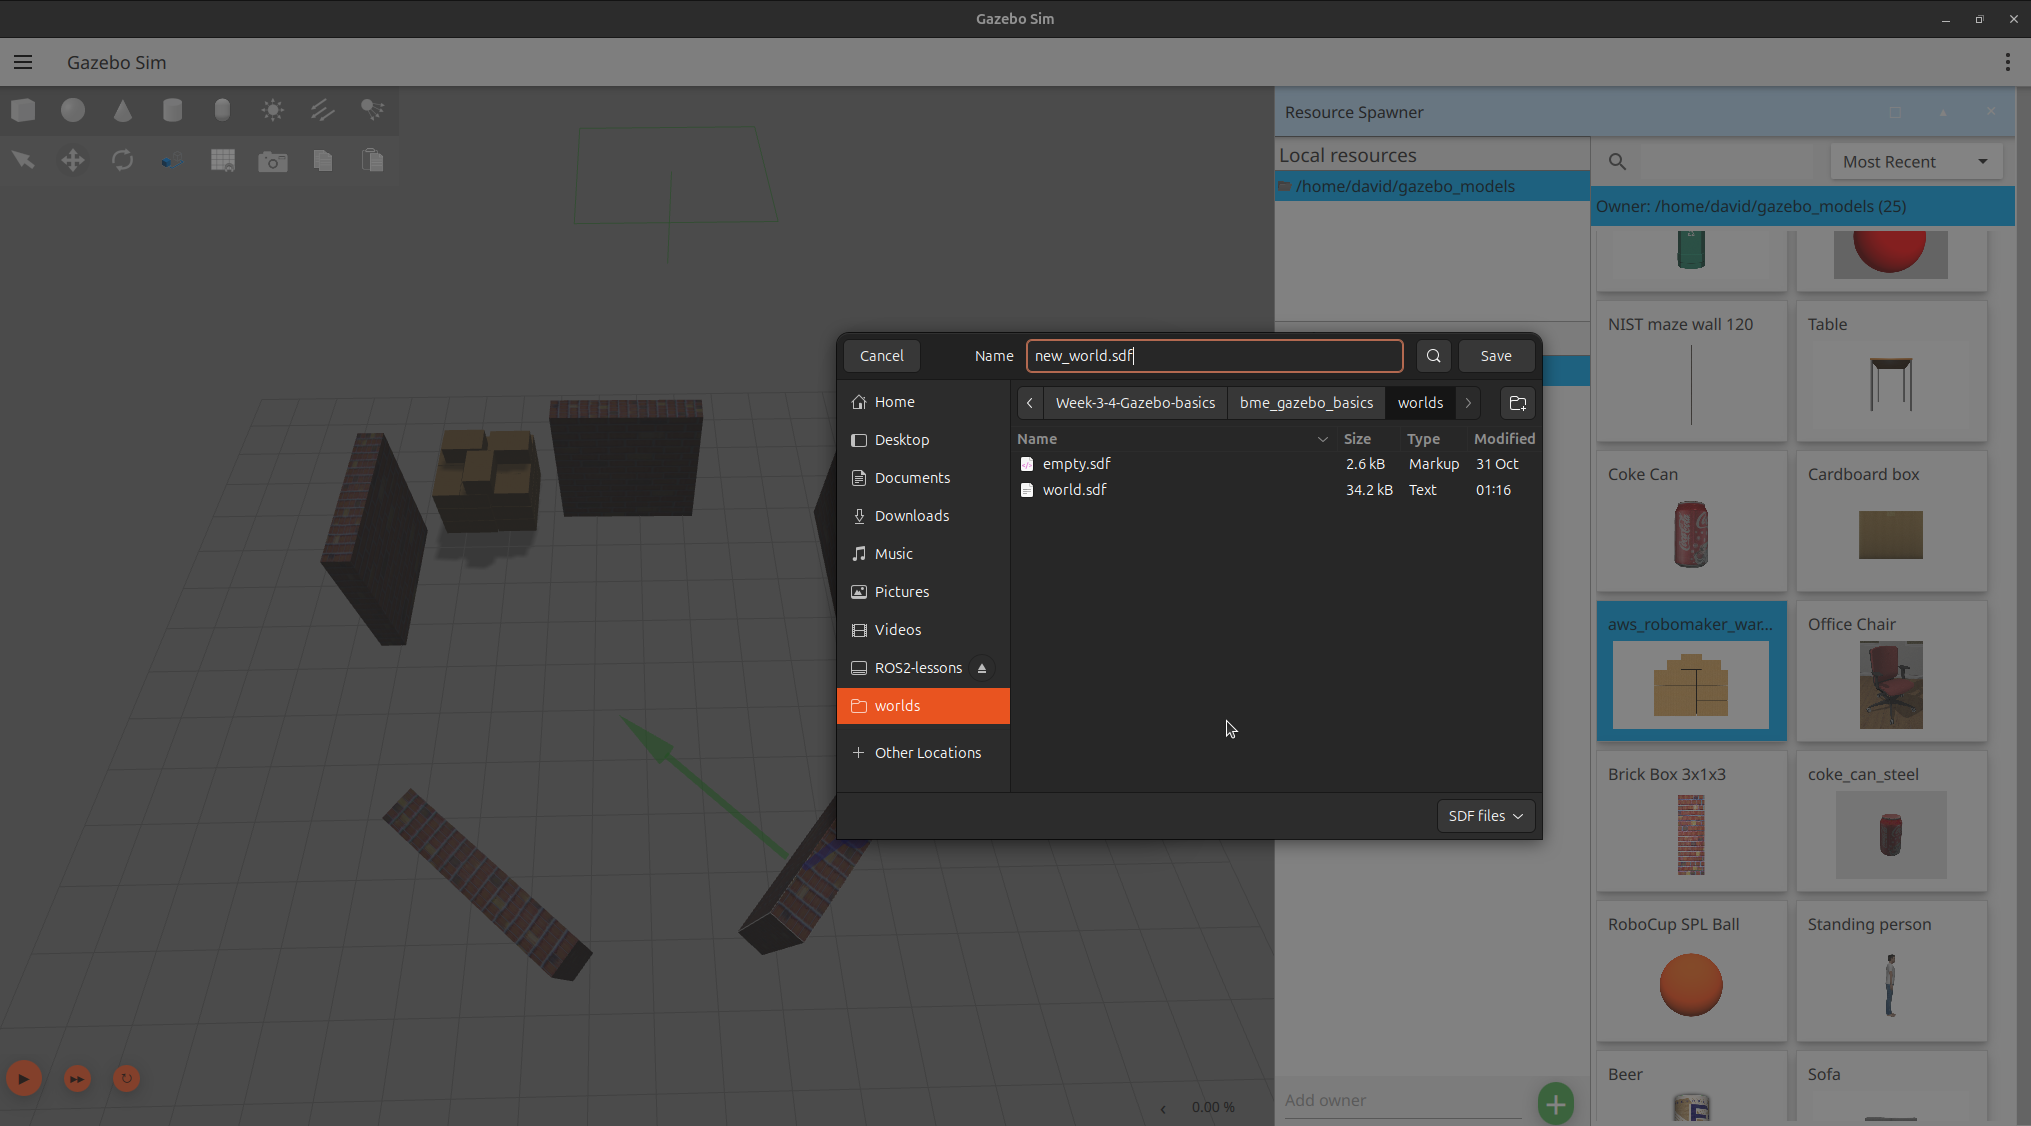 Gazebo Sim
Gazebo Sim
Resource Spawner
Local resources
/home/david/gazebo_models
Most Recent
Owner: /home/david/gazebo_models (25)
NIST maze wall 120
Table
Coke Can
Cardboard box
aws_robomaker_war...
Office Chair
Brick Box 3x1x3
coke_can_steel
RoboCup SPL Ball
Standing person
Beer
Sofa
Add owner
0.00 %
Cancel
Name
new_world.sdf
Save
Home
Desktop
Documents
Downloads
Music
Pictures
Videos
ROS2-lessons
worlds
Other Locations
Week-3-4-Gazebo-basics
bme_gazebo_basics
worlds
Name Size Type Modified
empty.sdf 2.6 kB Markup 31 Oct
world.sdf 34.2 kB Text 01:16
SDF files